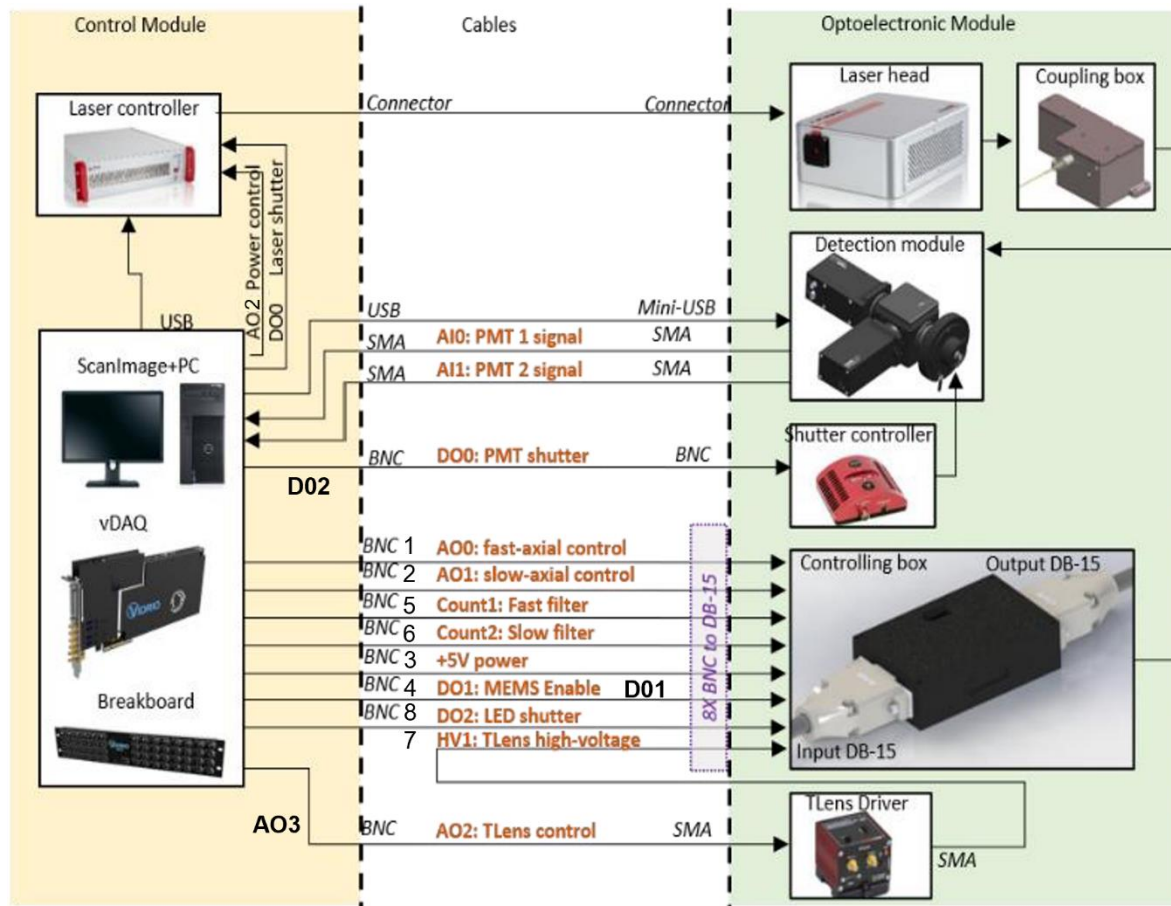 Control Module
Cables
Optoelectronic Module
Laser controller
Connector
Connector
Laser head
Coupling box
AO2 Power control
DO0 Laser shutter
USB
Detection module
USB
Mini-USB
SMA
AI0: PMT 1 signal
SMA
SMA
AI1: PMT 2 signal
SMA
ScanImage+PC
Shutter controller
BNC
DO0: PMT shutter
BNC
D02
vDAQ
VIDRIO
BNC 1 AO0: fast-axial control
BNC 2 AO1: slow-axial control
BNC 5 Count1: Fast filter
BNC 6 Count2: Slow filter
BNC 3 +5V power
BNC 4 DO1: MEMS Enable D01
BNC 8 DO2: LED shutter
7 HV1: TLens high-voltage
8X BNC to DB-15
Controlling box
Output DB-15
Input DB-15
Breakboard
TLens Driver
AO3
BNC
AO2: TLens control
SMA
SMA